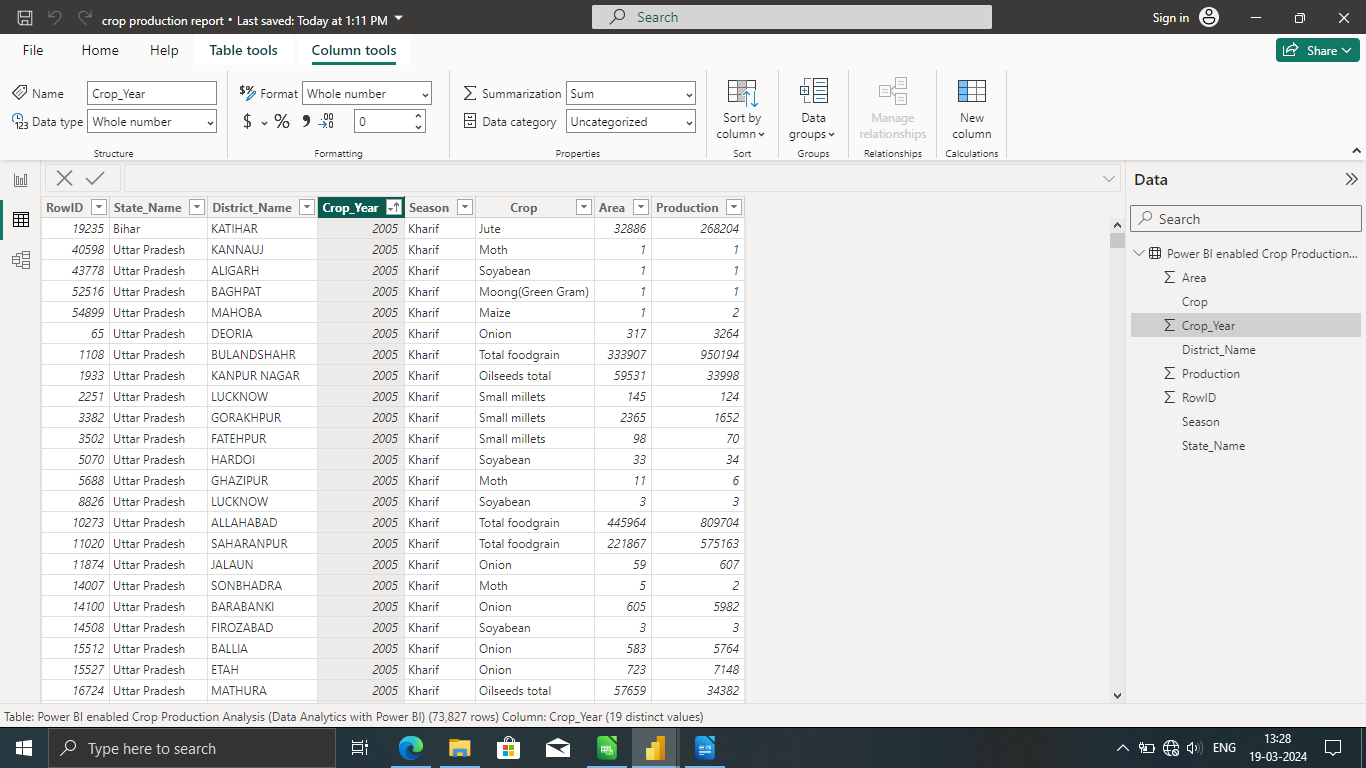 crop production report • Last saved: Today at 1:11 PM
Search
Sign in
File Home Help Table tools Column tools
Share
Name Crop_Year
Data type Whole number
Structure
$% Format Whole number
$ % 9 .00 0
Formatting
Summarization Sum
Data category Uncategorized
Properties
Sort by column
Sort
Data groups
Groups
Manage relationships
Relationships
New column
Calculations
RowID State_Name District_Name Crop_Year Season Crop Area Production
19235 Bihar KATIHAR 2005 Kharif Jute 32886 268204
40598 Uttar Pradesh KANNAUJ 2005 Kharif Moth 1 1
43778 Uttar Pradesh ALIGARH 2005 Kharif Soyabean 1 1
52516 Uttar Pradesh BAGHPAT 2005 Kharif Moong(Green Gram) 1 1
54899 Uttar Pradesh MAHOBA 2005 Kharif Maize 1 2
65 Uttar Pradesh DEORIA 2005 Kharif Onion 317 3264
1108 Uttar Pradesh BULANDSHAHR 2005 Kharif Total foodgrain 333907 950194
1933 Uttar Pradesh KANPUR NAGAR 2005 Kharif Oilseeds total 59531 33998
2251 Uttar Pradesh LUCKNOW 2005 Kharif Small millets 145 124
3382 Uttar Pradesh GORAKHPUR 2005 Kharif Small millets 2365 1652
3502 Uttar Pradesh FATEHPUR 2005 Kharif Small millets 98 70
5070 Uttar Pradesh HARDOI 2005 Kharif Soyabean 33 34
5688 Uttar Pradesh GHAZIPUR 2005 Kharif Moth 11 6
8826 Uttar Pradesh LUCKNOW 2005 Kharif Soyabean 3 3
10273 Uttar Pradesh ALLAHABAD 2005 Kharif Total foodgrain 445964 809704
11020 Uttar Pradesh SAHARANPUR 2005 Kharif Total foodgrain 221867 575163
11874 Uttar Pradesh JALAUN 2005 Kharif Onion 59 607
14007 Uttar Pradesh SONBHADRA 2005 Kharif Moth 5 2
14100 Uttar Pradesh BARABANKI 2005 Kharif Onion 605 5982
14508 Uttar Pradesh FIROZABAD 2005 Kharif Soyabean 3 3
15512 Uttar Pradesh BALLIA 2005 Kharif Onion 583 5764
15527 Uttar Pradesh ETAH 2005 Kharif Onion 723 7148
16724 Uttar Pradesh MATHURA 2005 Kharif Oilseeds total 57659 34382
Data
Search
Power BI enabled Crop Production...
Area
Crop
Crop_Year
District_Name
Production
RowID
Season
State_Name
Table: Power BI enabled Crop Production Analysis (Data Analytics with Power BI) (73,827 rows) Column: Crop_Year (19 distinct values)
Type here to search
ENG
13:28
19-03-2024